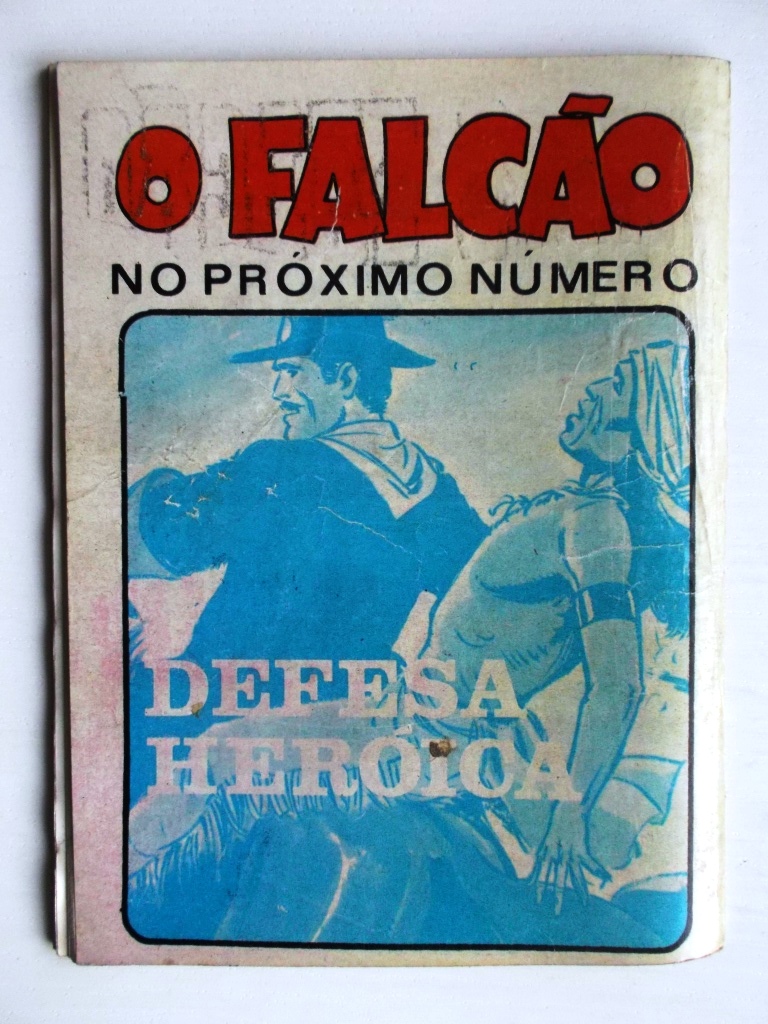 O FALCÃO
NO PRÓXIMO NÚMERO
DEFESA
HERÓICA